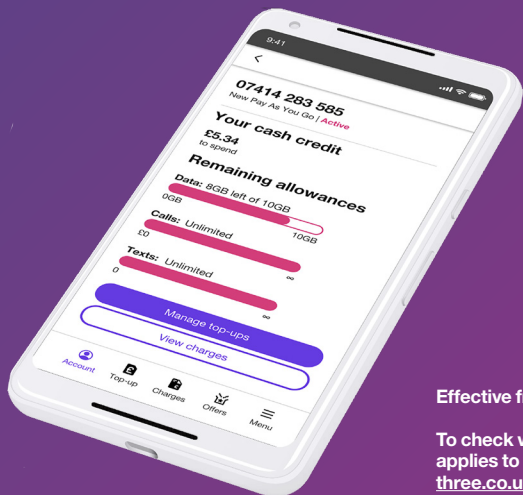 9:41
07414 283 585
New Pay As You Go | Active
Your cash credit
£5.34
to spend
Remaining allowances
Data: 8GB left of 10GB
0GB 10GB
Calls: Unlimited
£0 ∞
Texts: Unlimited
0 ∞
Manage top-ups
View charges
Account Top-up Charges Offers Menu
Effective f
To check w
applies to
three.co.u